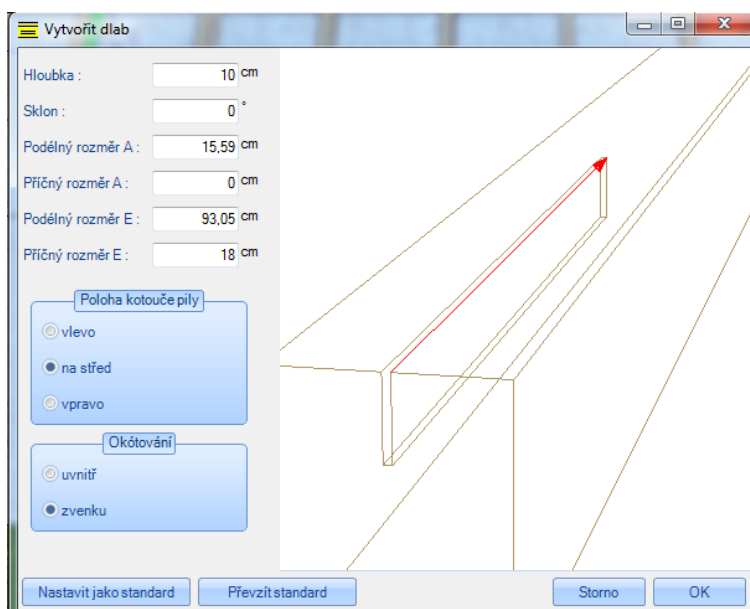 Vytvořit dlab
Hloubka : 10 cm
Sklon : 0 °
Podélný rozměr A : 15,59 cm
Příčný rozměr A : 0 cm
Podélný rozměr E : 93,05 cm
Příčný rozměr E : 18 cm
Poloha kotouče pily
vlevo
na střed
vpravo
Okótování
uvnitř
zvenku
Nastavit jako standard Převzít standard Storno OK